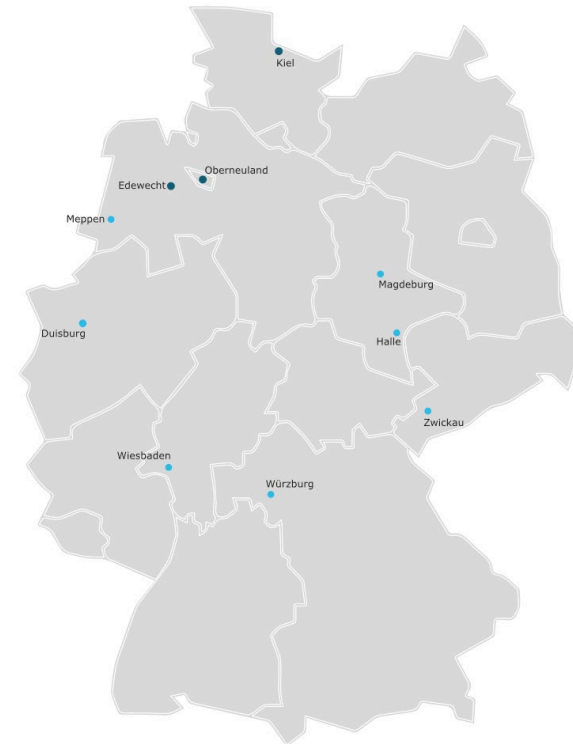 Kiel
Oberneuland
Edewecht
Meppen
Magdeburg
Duisburg
Halle
Zwickau
Wiesbaden
Würzburg